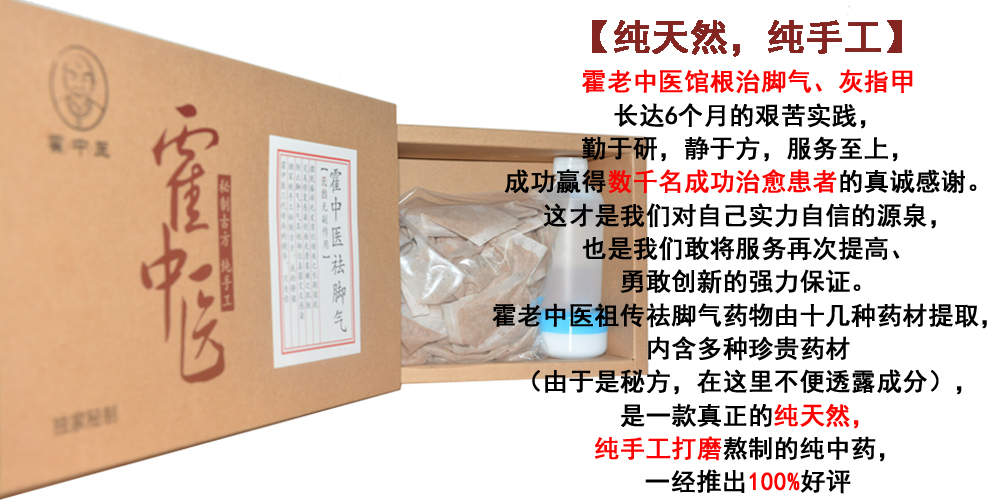 霍中医
霍中医
秘制古方 纯手工
独家秘制
霍中医祛脚气
【纯天然，纯手工】
霍老中医馆根治脚气、灰指甲
长达6个月的艰苦实践，
勤于研，静于方，服务至上，
成功赢得数千名成功治愈患者的真诚感谢。
这才是我们对自己实力自信的源泉，
也是我们敢将服务再次提高、
勇敢创新的强力保证。
霍老中医祖传祛脚气药物由十几种药材提取，
内含多种珍贵药材
（由于是秘方，在这里不便透露成分），
是一款真正的纯天然，
纯手工打磨熬制的纯中药，
一经推出100%好评